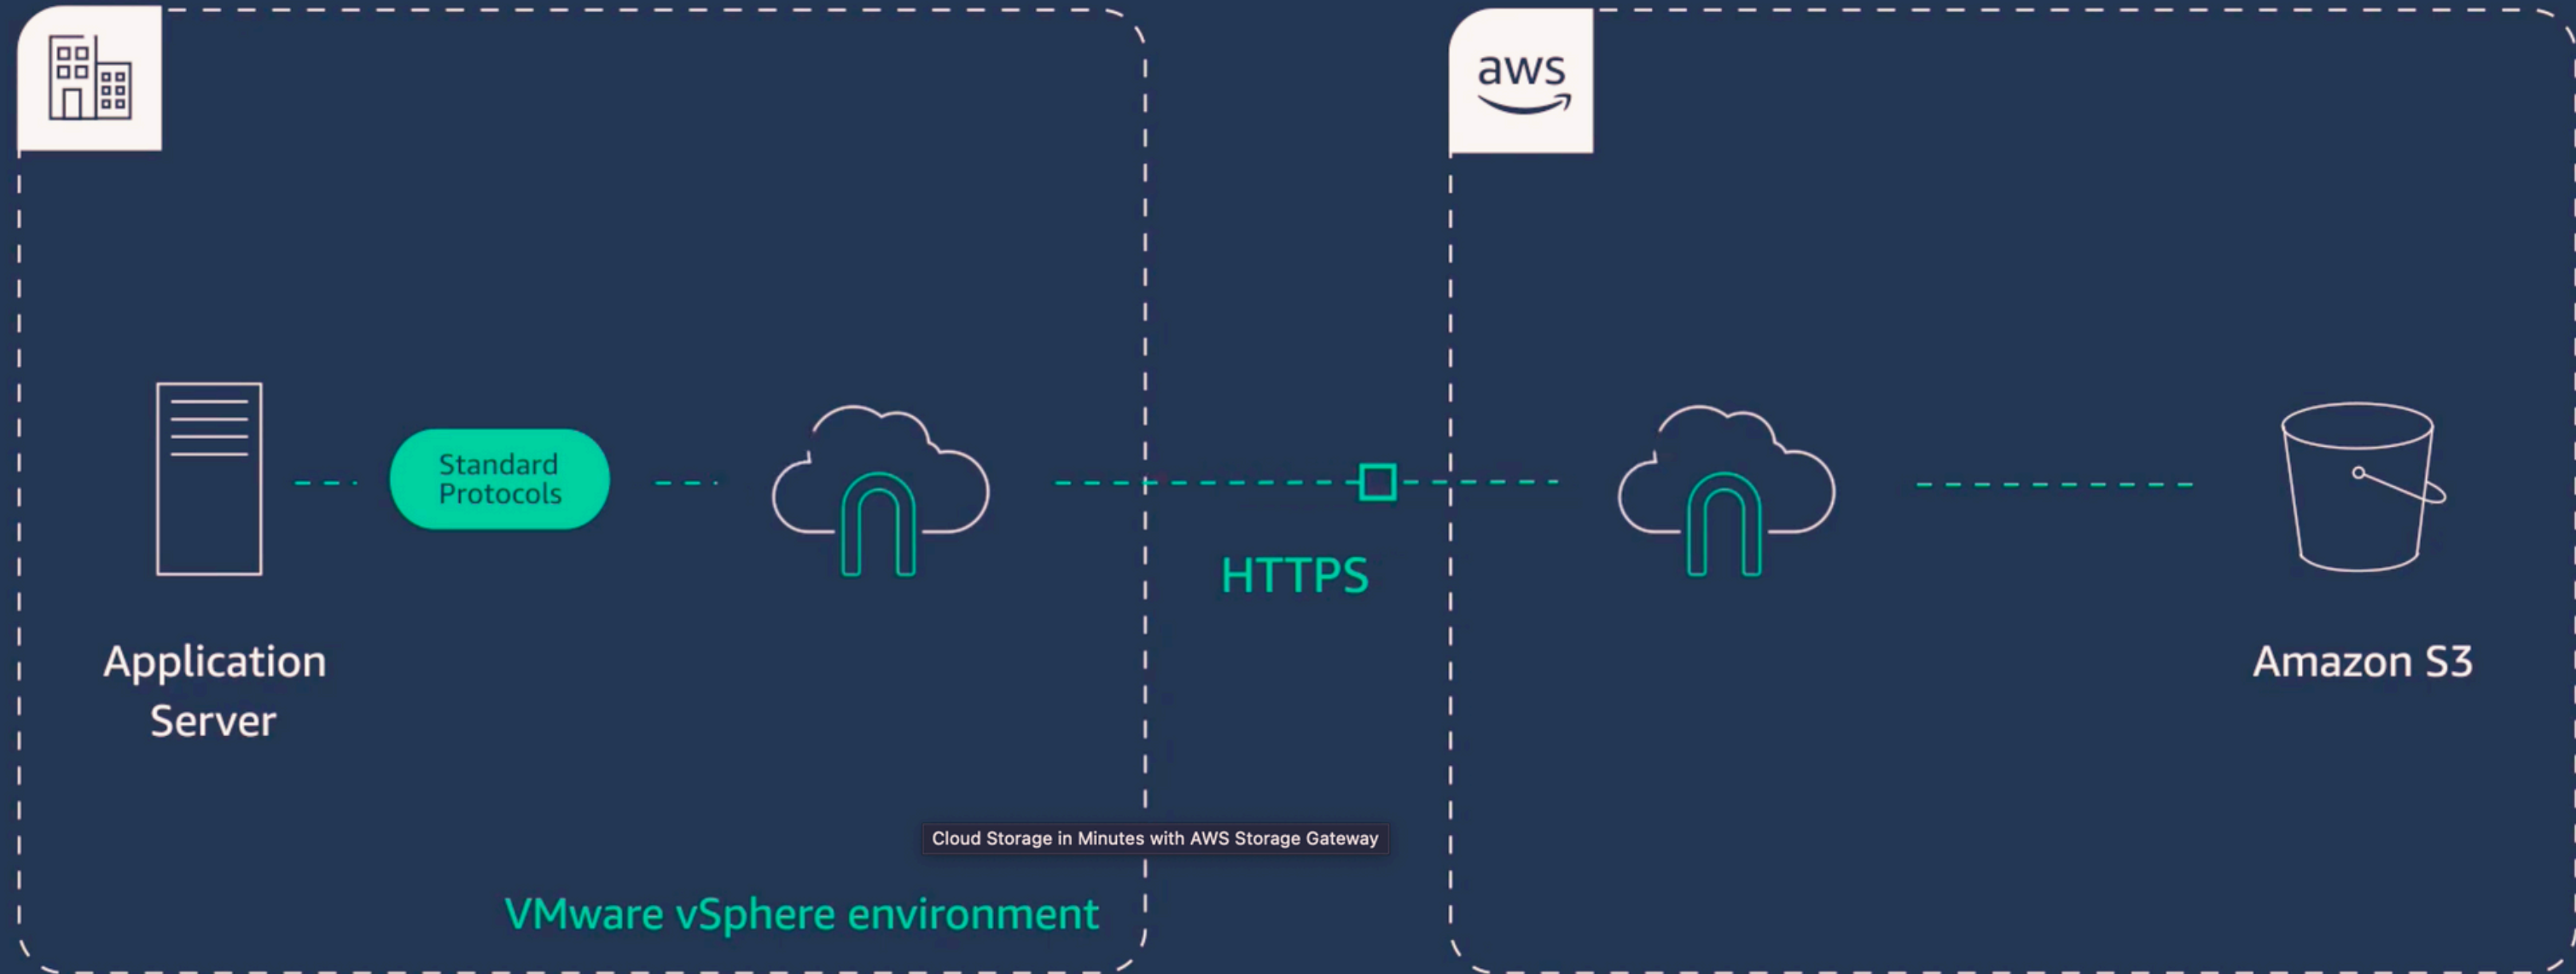 aws
Standard
Protocols
HTTPS
Application
Server
Amazon S3
Cloud Storage in Minutes with AWS Storage Gateway
VMware vSphere environment